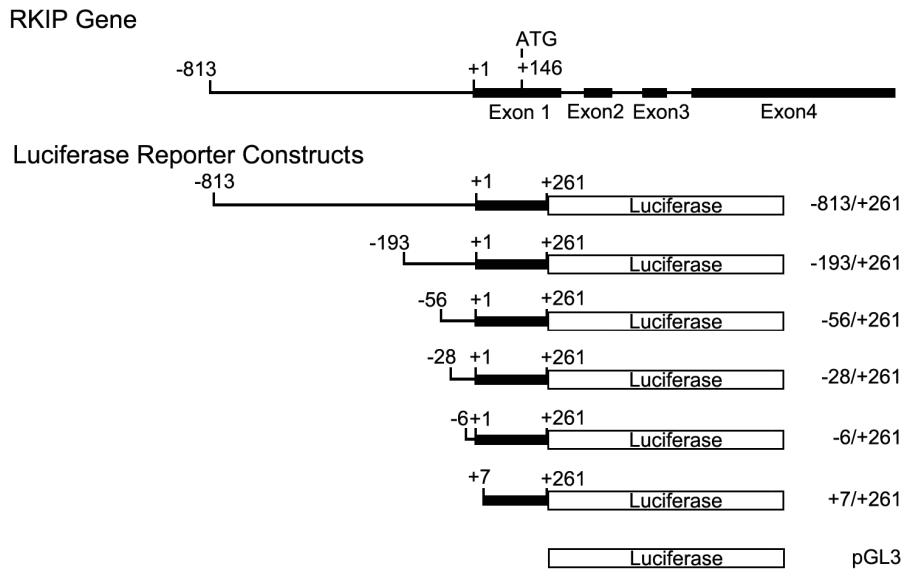 RKIP Gene
ATG
-813 +1 +146
Exon 1 Exon2 Exon3 Exon4
Luciferase Reporter Constructs
-813 +1 +261
Luciferase -813/+261
-193 +1 +261
Luciferase -193/+261
-56 +1 +261
Luciferase -56/+261
-28 +1 +261
Luciferase -28/+261
-6 +1 +261
Luciferase -6/+261
+7 +261
Luciferase +7/+261
Luciferase pGL3